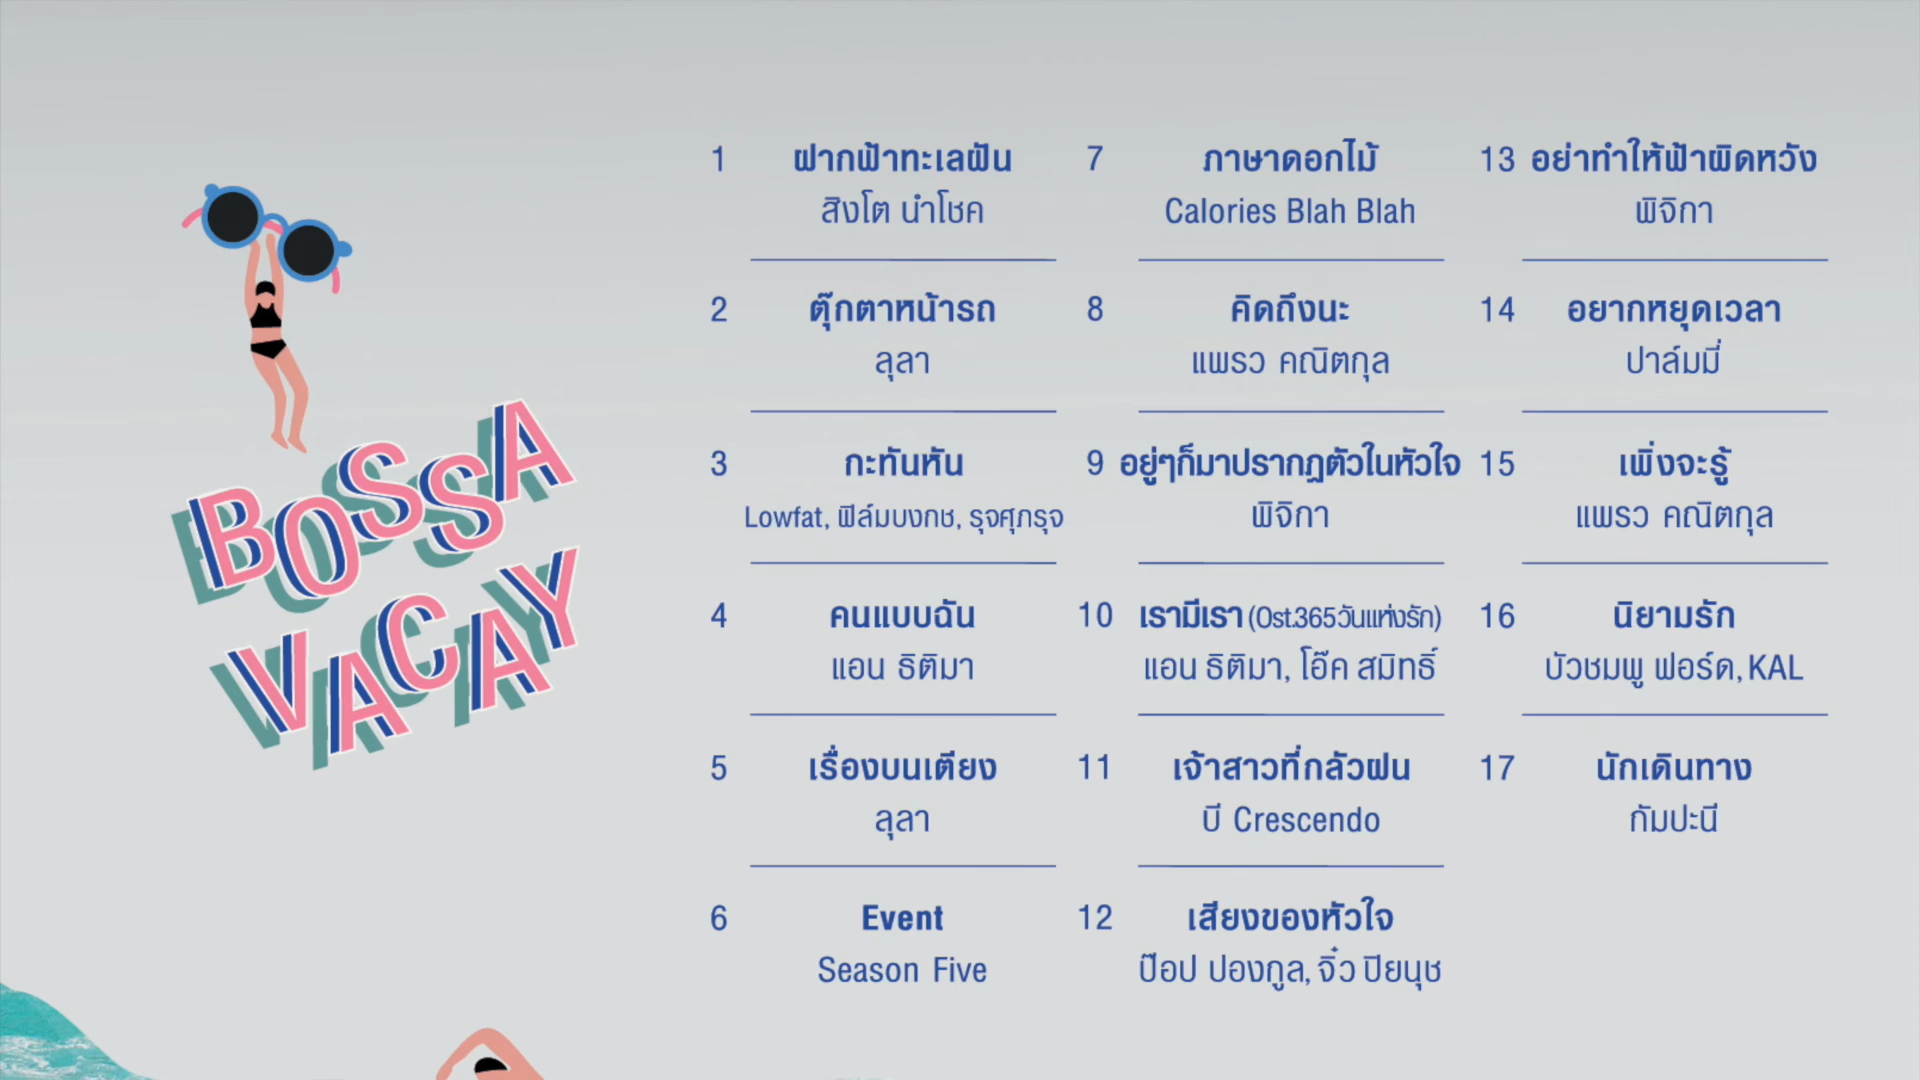 BOSSA
VACAY
1 ฝากฟ้าทะเลฝัน
สิงโต นำโชค
2 ตุ๊กตาหน้ารถ
ลุลา
3 กะทันหัน
Lowfat, ฟิล์มบงกช, รุจศุภรุจ
4 คนแบบฉัน
แอน ธิติมา
5 เรื่องบนเตียง
ลุลา
6 Event
Season Five
7 ภาษาดอกไม้
Calories Blah Blah
8 คิดถึงนะ
แพรว คณิตกุล
9 อยู่ๆก็มาปรากฏตัวในหัวใจ
พิจิกา
10 เรามีเรา (Ost.365วันแห่งรัก)
แอน ธิติมา, โอ๊ค สมิทธิ์
11 เจ้าสาวที่กลัวฝน
บี Crescendo
12 เสียงของหัวใจ
ป๊อป ปองกูล, จิ๋ว ปิยนุช
13 อย่าทำให้ฟ้าผิดหวัง
พิจิกา
14 อยากหยุดเวลา
ปาล์มมี่
15 เพิ่งจะรู้
แพรว คณิตกุล
16 นิยามรัก
บัวชมพู ฟอร์ด, KAL
17 นักเดินทาง
กัมปะนี